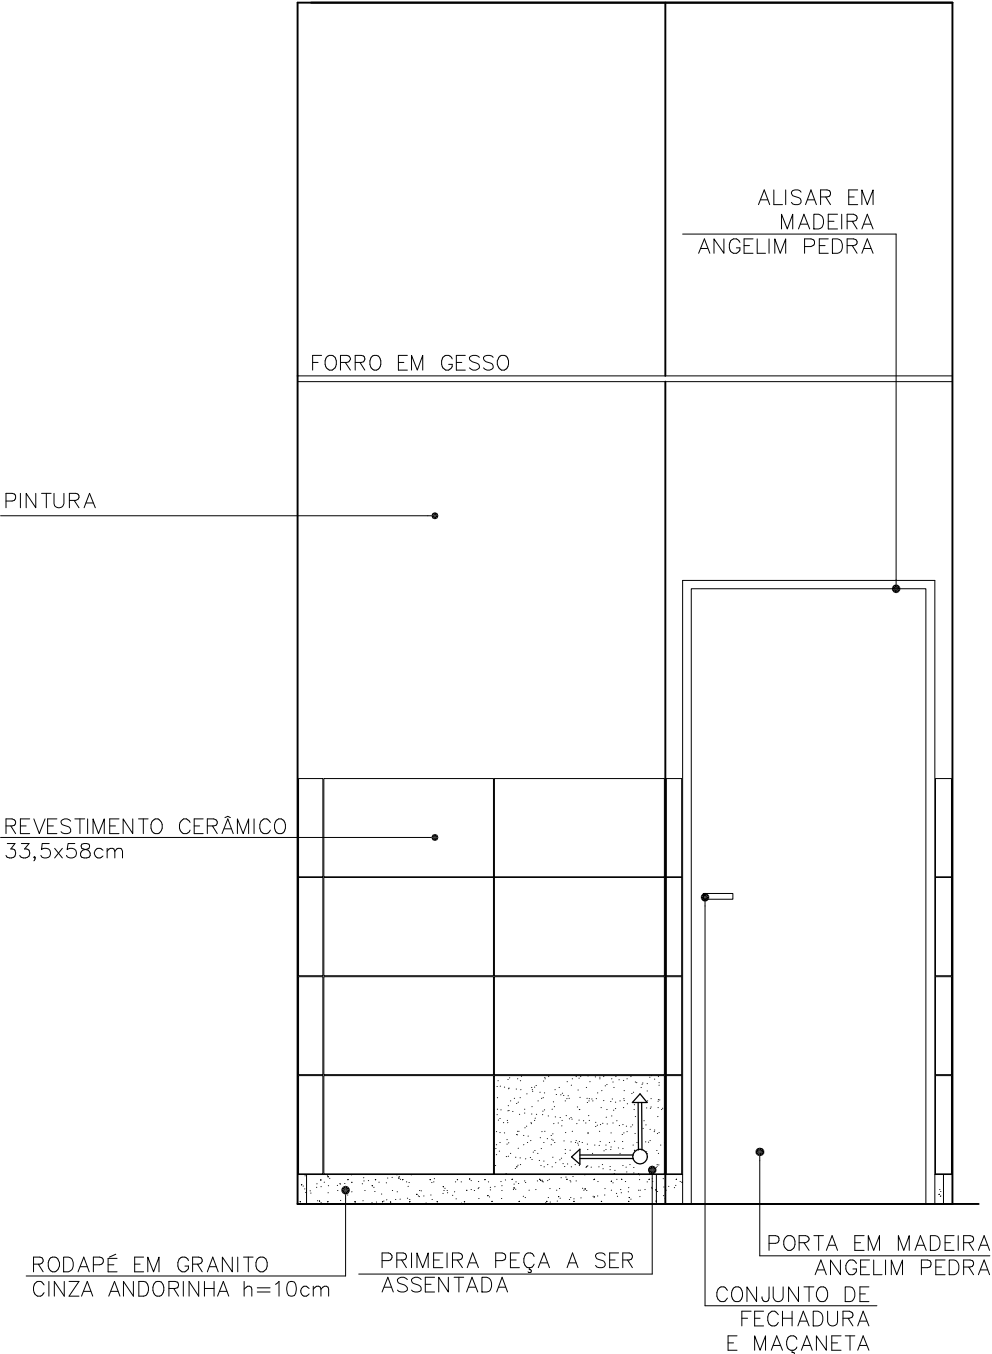 ALISAR EM
MADEIRA
ANGELIM PEDRA
FORRO EM GESSO
PINTURA
REVESTIMENTO CERÂMICO
33,5x58cm
RODAPÉ EM GRANITO
CINZA ANDORINHA h=10cm
PRIMEIRA PEÇA A SER
ASSENTADA
PORTA EM MADEIRA
ANGELIM PEDRA
CONJUNTO DE
FECHADURA
E MAÇANETA